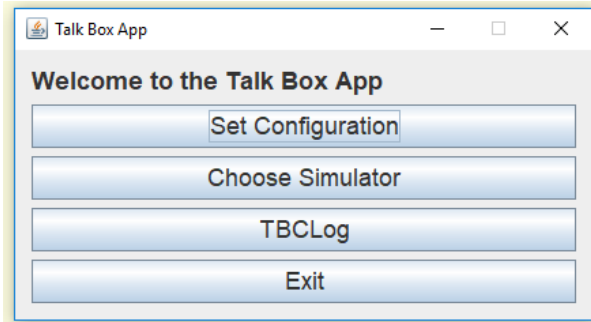 Talk Box App
Welcome to the Talk Box App
Set Configuration
Choose Simulator
TBCLog
Exit